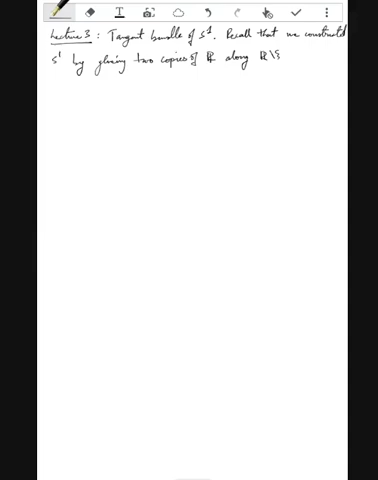 Lecture 3 : Tangent bundle of S¹. Recall that we constructed
S¹ by gluing two copies of ℝ along ℝ\{